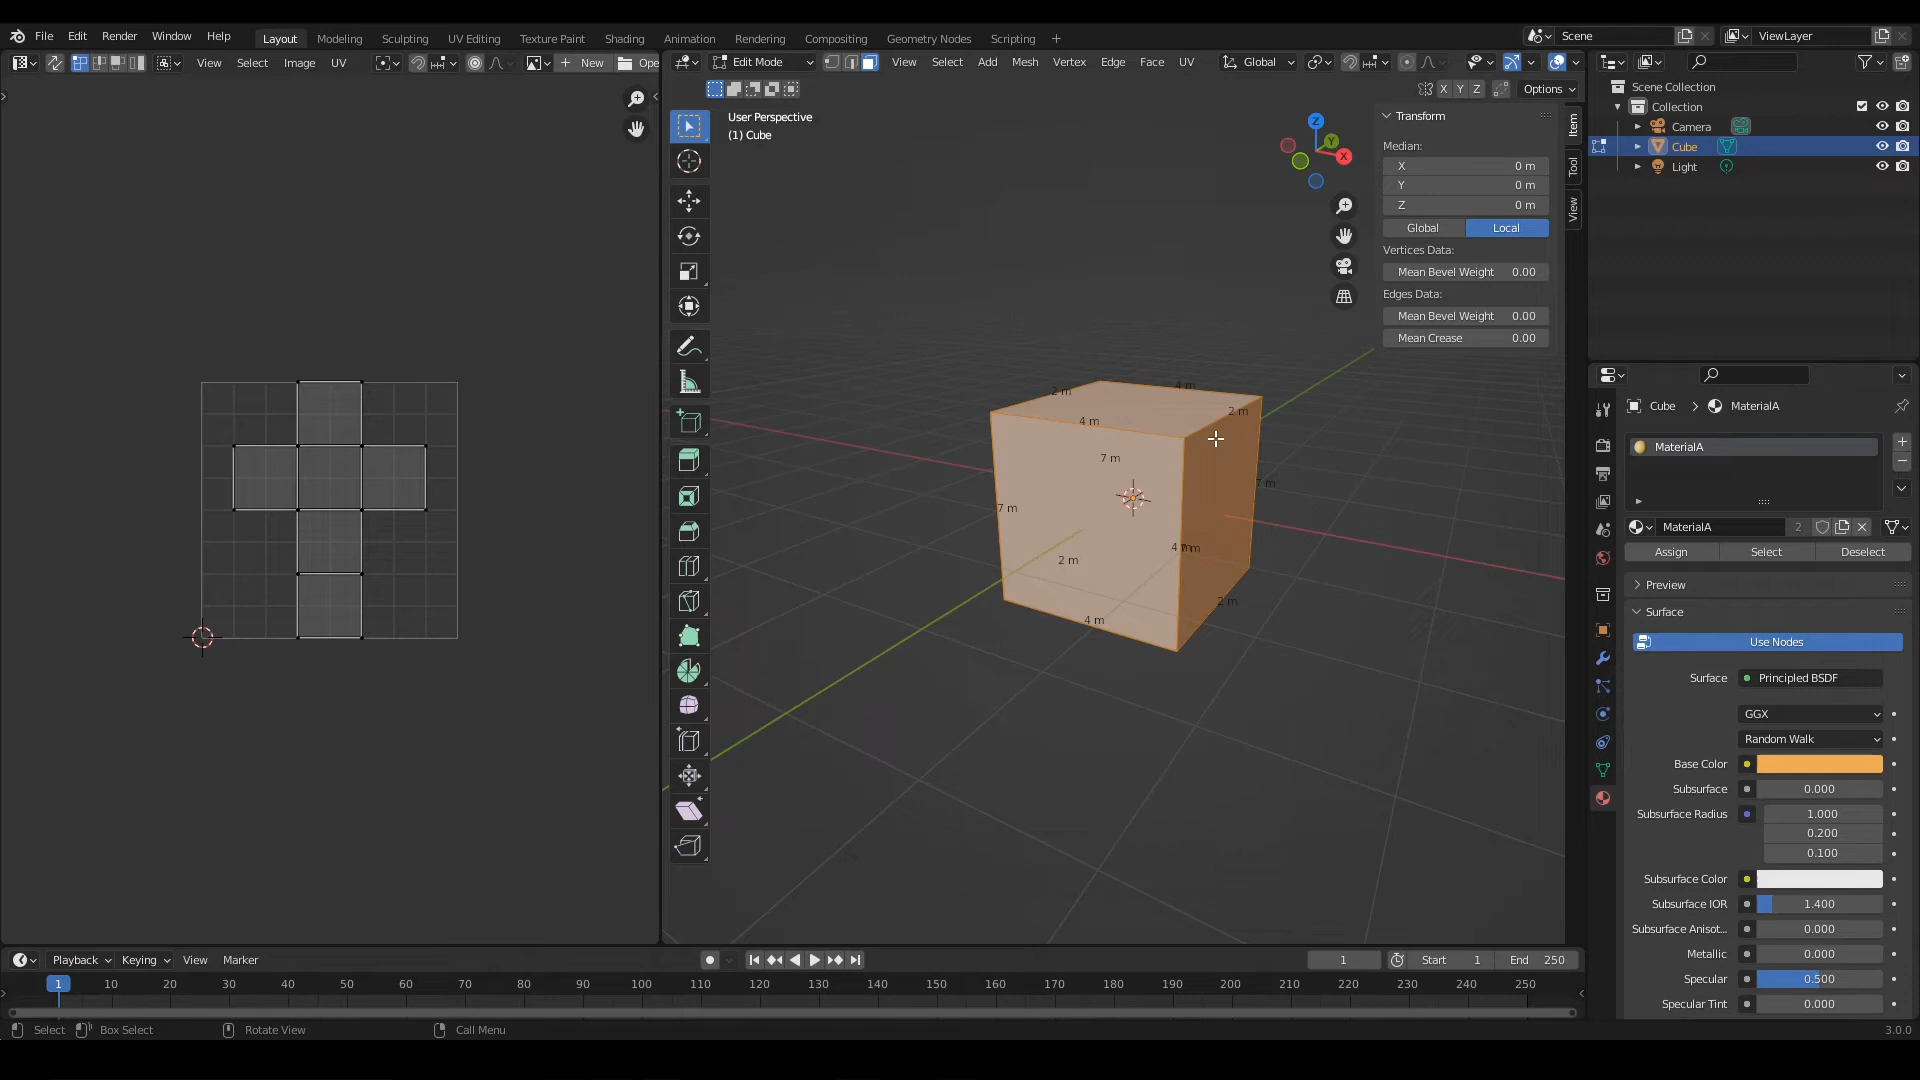 File Edit Render Window Help Layout Modeling Sculpting UV Editing Texture Paint Shading Animation Rendering Compositing Geometry Nodes Scripting + Scene ViewLayer
View Select Image UV New Ope
Edit Mode View Select Add Mesh Vertex Edge Face UV Global
X Y Z Options
User Perspective
(1) Cube
Z
Y
X
Transform
Median:
X 0 m
Y 0 m
Z 0 m
Global Local
Vertices Data:
Mean Bevel Weight 0.00
Edges Data:
Mean Bevel Weight 0.00
Mean Crease 0.00
Item
Tool
View
2 m
4 m
2 m
4 m
7 m
7 m
7 m
4 m
2 m
2 m
4 m
Scene Collection
Collection
Camera
Cube
Light
Cube MaterialA
MaterialA
MaterialA 2
Assign Select Deselect
Preview
Surface
Use Nodes
Surface Principled BSDF
GGX
Random Walk
Base Color
Subsurface 0.000
Subsurface Radius 1.000
0.200
0.100
Subsurface Color
Subsurface IOR 1.400
Subsurface Anisot... 0.000
Metallic 0.000
Specular 0.500
Specular Tint 0.000
Playback Keying View Marker 1 Start 1 End 250
1 10 20 30 40 50 60 70 80 90 100 110 120 130 140 150 160 170 180 190 200 210 220 230 240 250
Select Box Select Rotate View Call Menu 3.0.0